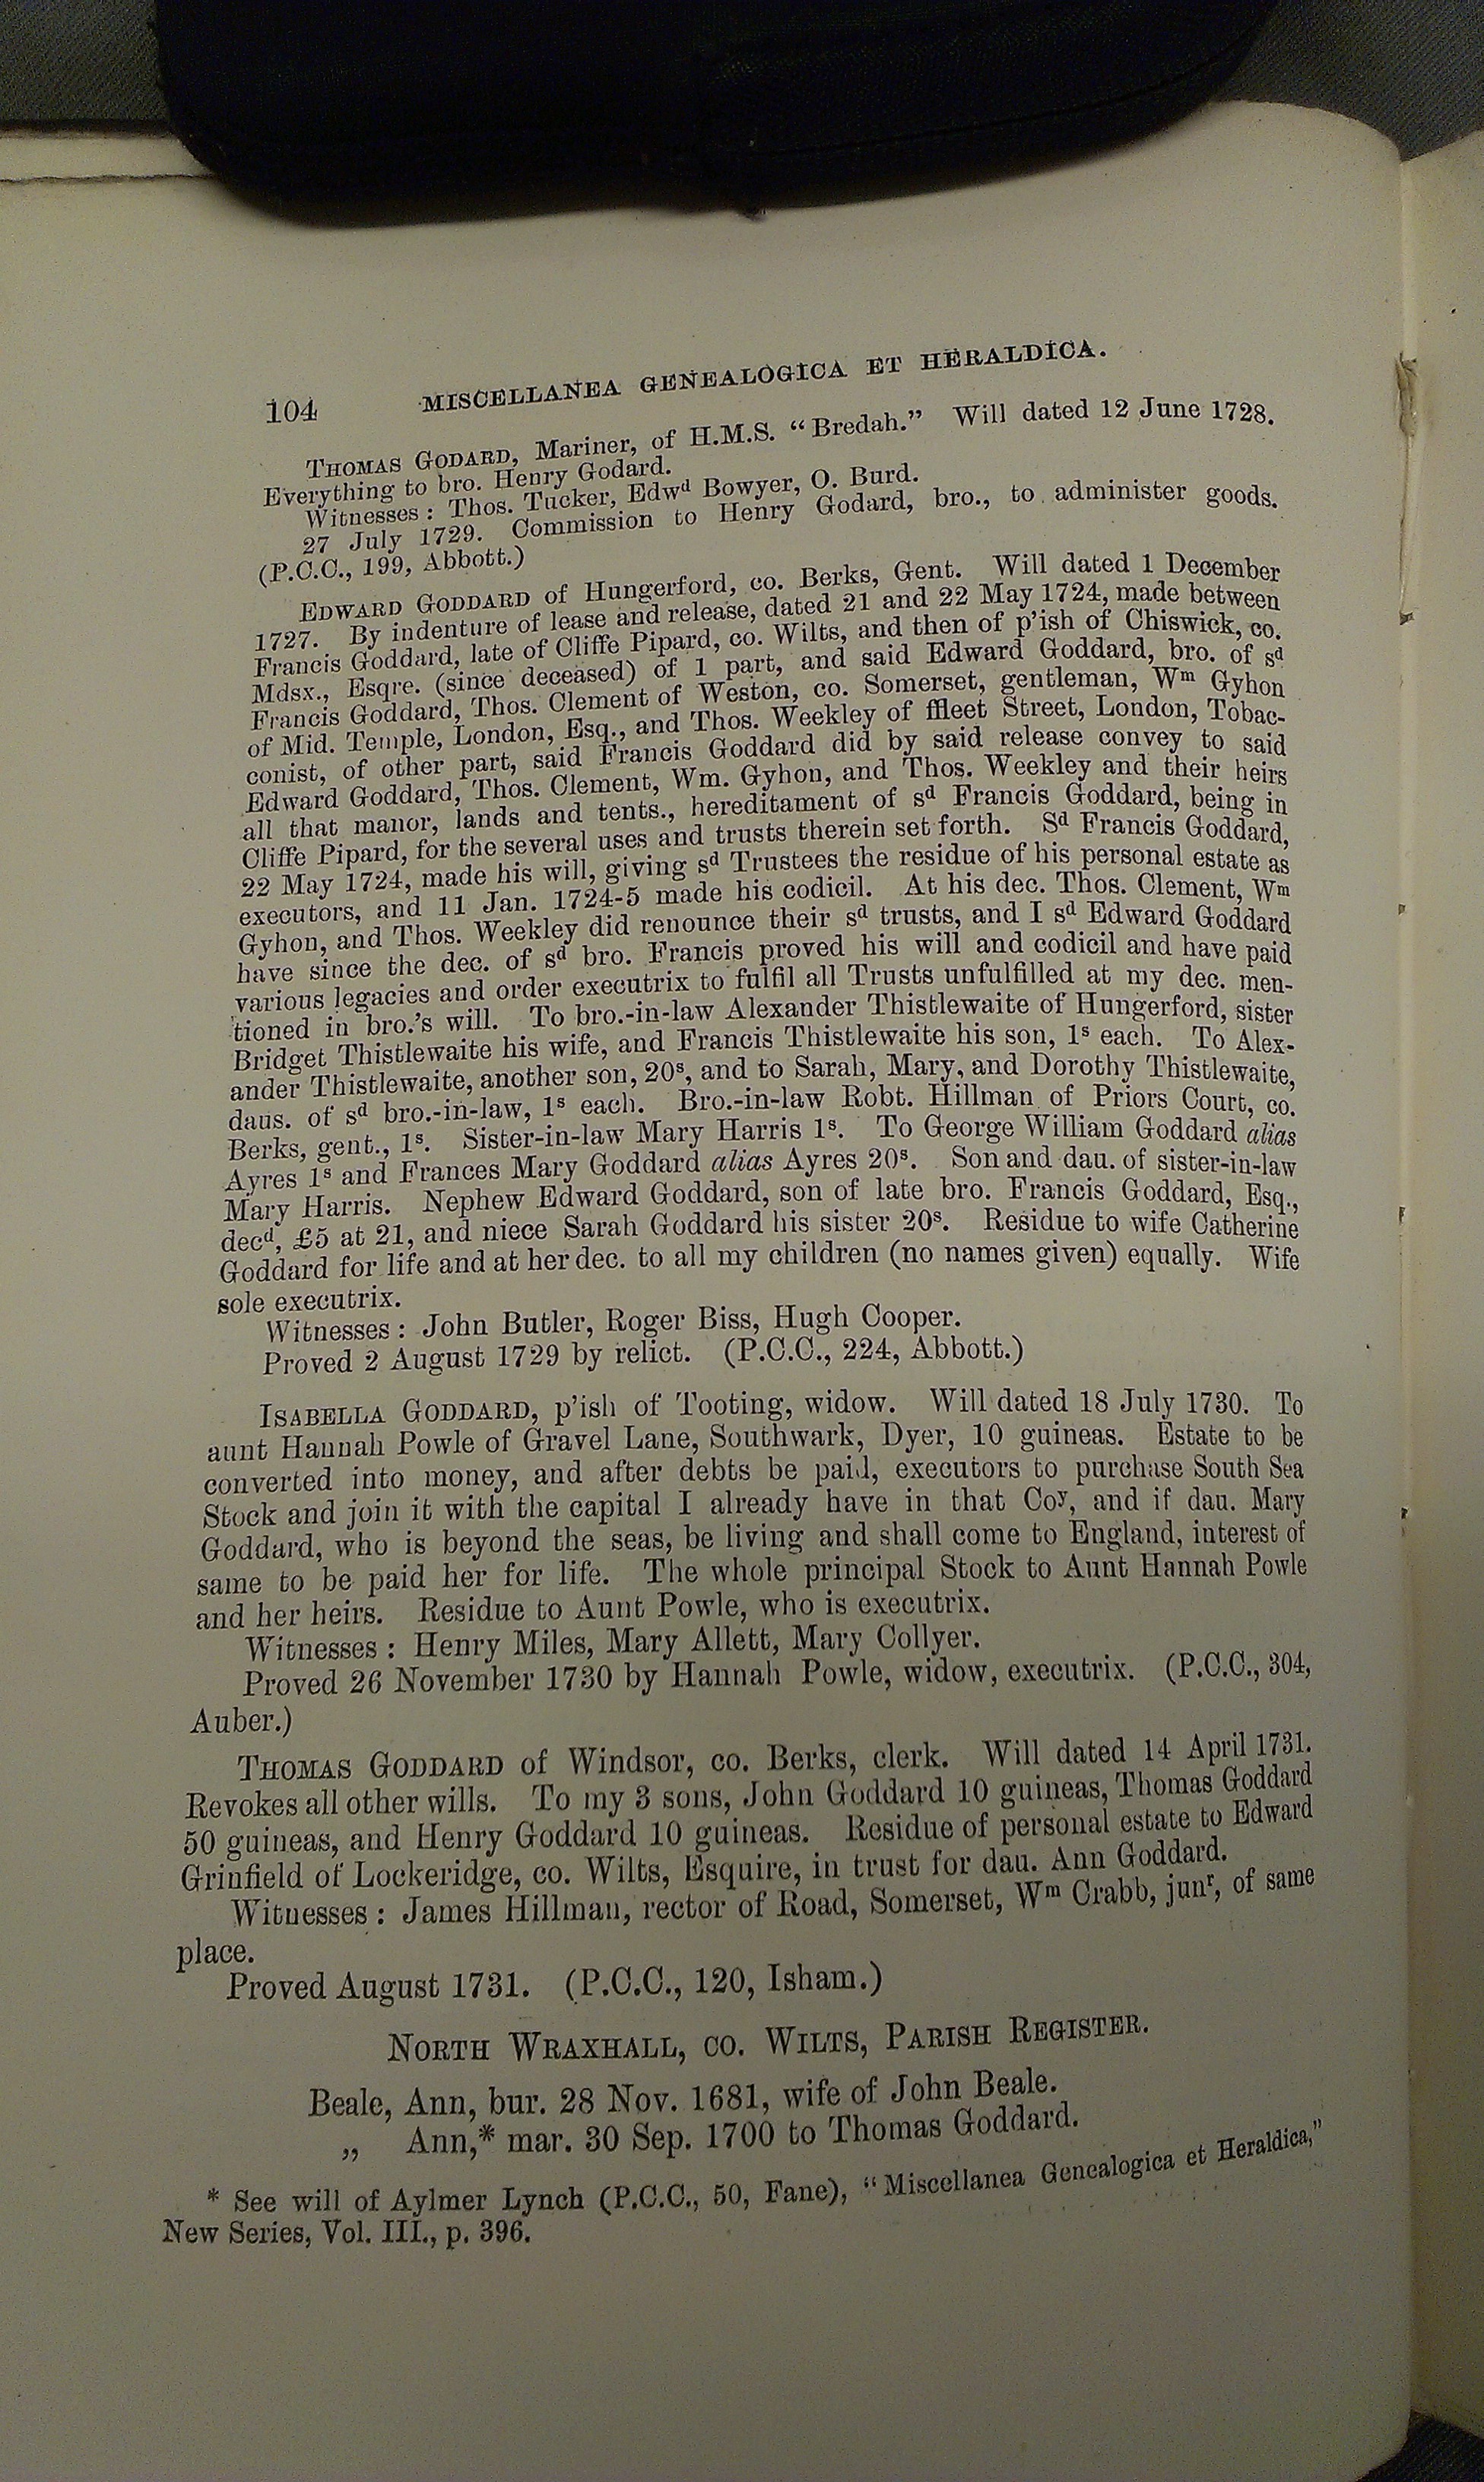 104 MISCELLANEA GENEALOGICA ET HERALDICA.
THOMAS GODARD, Mariner, of H.M.S. “Bredah.” Will dated 12 June 1728.
Everything to bro. Henry Godard.
Witnesses: Thos. Tucker, Edwᵈ Bowyer, O. Burd.
27 July 1729. Commission to Henry Godard, bro., to administer goods.
(P.C.C., 199, Abbott.)
EDWARD GODDARD of Hungerford, co. Berks, Gent. Will dated 1 December
1727. By indenture of lease and release, dated 21 and 22 May 1724, made between
Francis Goddard, late of Cliffe Pipard, co. Wilts, and then of p'ish of Chiswick, co.
Mdsx., Esqre. (since deceased) of 1 part, and said Edward Goddard, bro. of sᵈ
Francis Goddard, Thos. Clement of Weston, co. Somerset, gentleman, Wᵐ Gyhon
of Mid. Temple, London, Esq., and Thos. Weekley of ffleet Street, London, Tobac-
conist, of other part, said Francis Goddard did by said release convey to said
Edward Goddard, Thos. Clement, Wm. Gyhon, and Thos. Weekley and their heirs
all that manor, lands and tents., hereditament of sᵈ Francis Goddard, being in
Cliffe Pipard, for the several uses and trusts therein set forth. Sᵈ Francis Goddard,
22 May 1724, made his will, giving sᵈ Trustees the residue of his personal estate as
executors, and 11 Jan. 1724-5 made his codicil. At his dec. Thos. Clement, Wᵐ
Gyhon, and Thos. Weekley did renounce their sᵈ trusts, and I sᵈ Edward Goddard
have since the dec. of sᵈ bro. Francis proved his will and codicil and have paid
various legacies and order executrix to fulfil all Trusts unfulfilled at my dec. men-
tioned in bro.'s will. To bro.-in-law Alexander Thistlewaite of Hungerford, sister
Bridget Thistlewaite his wife, and Francis Thistlewaite his son, 1ˢ each. To Alex-
ander Thistlewaite, another son, 20ˢ, and to Sarah, Mary, and Dorothy Thistlewaite,
daus. of sᵈ bro.-in-law, 1ˢ each. Bro.-in-law Robt. Hillman of Priors Court, co.
Berks, gent., 1ˢ. Sister-in-law Mary Harris 1ˢ. To George William Goddard alias
Ayres 1ˢ and Frances Mary Goddard alias Ayres 20ˢ. Son and dau. of sister-in-law
Mary Harris. Nephew Edward Goddard, son of late bro. Francis Goddard, Esq.,
decᵈ, £5 at 21, and niece Sarah Goddard his sister 20ˢ. Residue to wife Catherine
Goddard for life and at her dec. to all my children (no names given) equally. Wife
sole executrix.
Witnesses: John Butler, Roger Biss, Hugh Cooper.
Proved 2 August 1729 by relict. (P.C.C., 224, Abbott.)
ISABELLA GODDARD, p'ish of Tooting, widow. Will dated 18 July 1730. To
aunt Hannah Powle of Gravel Lane, Southwark, Dyer, 10 guineas. Estate to be
converted into money, and after debts be paid, executors to purchase South Sea
Stock and join it with the capital I already have in that Coʸ, and if dau. Mary
Goddard, who is beyond the seas, be living and shall come to England, interest of
same to be paid her for life. The whole principal Stock to Aunt Hannah Powle
and her heirs. Residue to Aunt Powle, who is executrix.
Witnesses: Henry Miles, Mary Allett, Mary Collyer.
Proved 26 November 1730 by Hannah Powle, widow, executrix. (P.C.C., 304,
Auber.)
THOMAS GODDARD of Windsor, co. Berks, clerk. Will dated 14 April 1731.
Revokes all other wills. To my 3 sons, John Goddard 10 guineas, Thomas Goddard
50 guineas, and Henry Goddard 10 guineas. Residue of personal estate to Edward
Grinfield of Lockeridge, co. Wilts, Esquire, in trust for dau. Ann Goddard.
Witnesses: James Hillman, rector of Road, Somerset, Wᵐ Crabb, junʳ, of same
place.
Proved August 1731. (P.C.C., 120, Isham.)
NORTH WRAXHALL, CO. WILTS, PARISH REGISTER.
Beale, Ann, bur. 28 Nov. 1681, wife of John Beale.
„ Ann,* mar. 30 Sep. 1700 to Thomas Goddard.
* See will of Aylmer Lynch (P.C.C., 50, Fane), “Miscellanea Genealogica et Heraldica,”
New Series, Vol. III., p. 396.